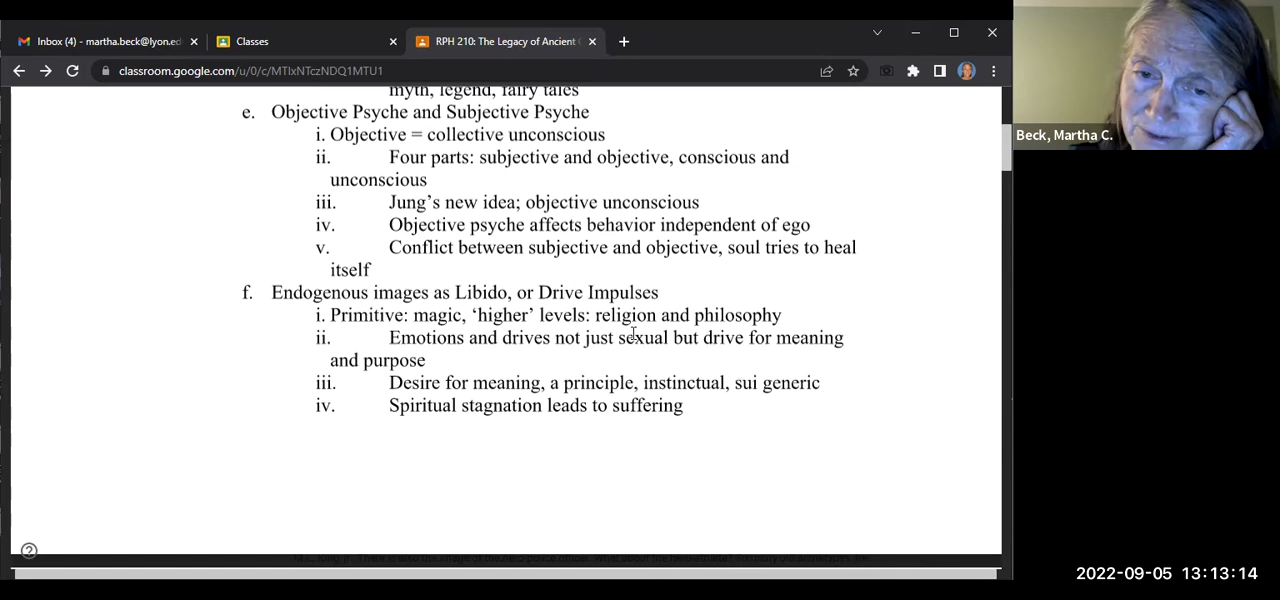 Inbox (4) - martha.beck@lyon.ed
Classes
RPH 210: The Legacy of Ancient
classroom.google.com/u/0/c/MTIxNTczNDQ1MTU1
myth, legend, fairy tales
e. Objective Psyche and Subjective Psyche
i. Objective = collective unconscious
ii. Four parts: subjective and objective, conscious and
unconscious
iii. Jung’s new idea; objective unconscious
iv. Objective psyche affects behavior independent of ego
v. Conflict between subjective and objective, soul tries to heal
itself
f. Endogenous images as Libido, or Drive Impulses
i. Primitive: magic, ‘higher’ levels: religion and philosophy
ii. Emotions and drives not just sexual but drive for meaning
and purpose
iii. Desire for meaning, a principle, instinctual, sui generic
iv. Spiritual stagnation leads to suffering
Beck, Martha C.
2022-09-05 13:13:14